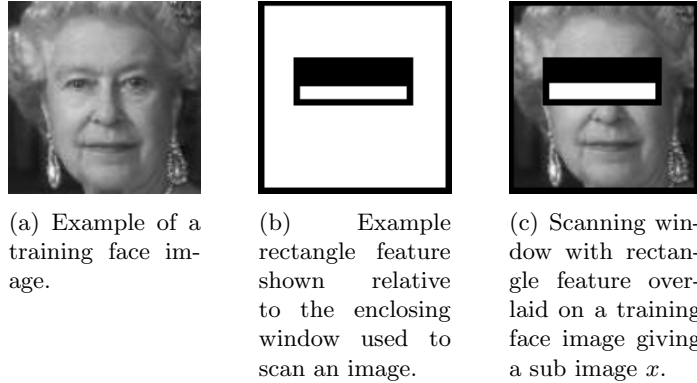 (a) Example of a
training face im-
age.
(b) Example
rectangle feature
shown relative
to the enclosing
window used to
scan an image.
(c) Scanning win-
dow with rectan-
gle feature over-
laid on a training
face image giving
a sub image x.